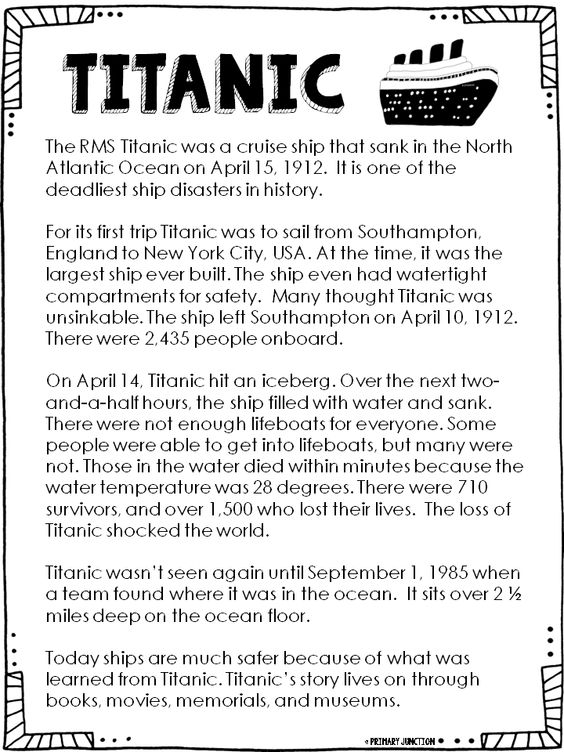 TITANIC
The RMS Titanic was a cruise ship that sank in the North
Atlantic Ocean on April 15, 1912. It is one of the
deadliest ship disasters in history.
For its first trip Titanic was to sail from Southampton,
England to New York City, USA. At the time, it was the
largest ship ever built. The ship even had watertight
compartments for safety. Many thought Titanic was
unsinkable. The ship left Southampton on April 10, 1912.
There were 2,435 people onboard.
On April 14, Titanic hit an iceberg. Over the next two-
and-a-half hours, the ship filled with water and sank.
There were not enough lifeboats for everyone. Some
people were able to get into lifeboats, but many were
not. Those in the water died within minutes because the
water temperature was 28 degrees. There were 710
survivors, and over 1,500 who lost their lives. The loss of
Titanic shocked the world.
Titanic wasn't seen again until September 1, 1985 when
a team found where it was in the ocean. It sits over 2 ½
miles deep on the ocean floor.
Today ships are much safer because of what was
learned from Titanic. Titanic's story lives on through
books, movies, memorials, and museums.
© PRIMARY JUNCTION